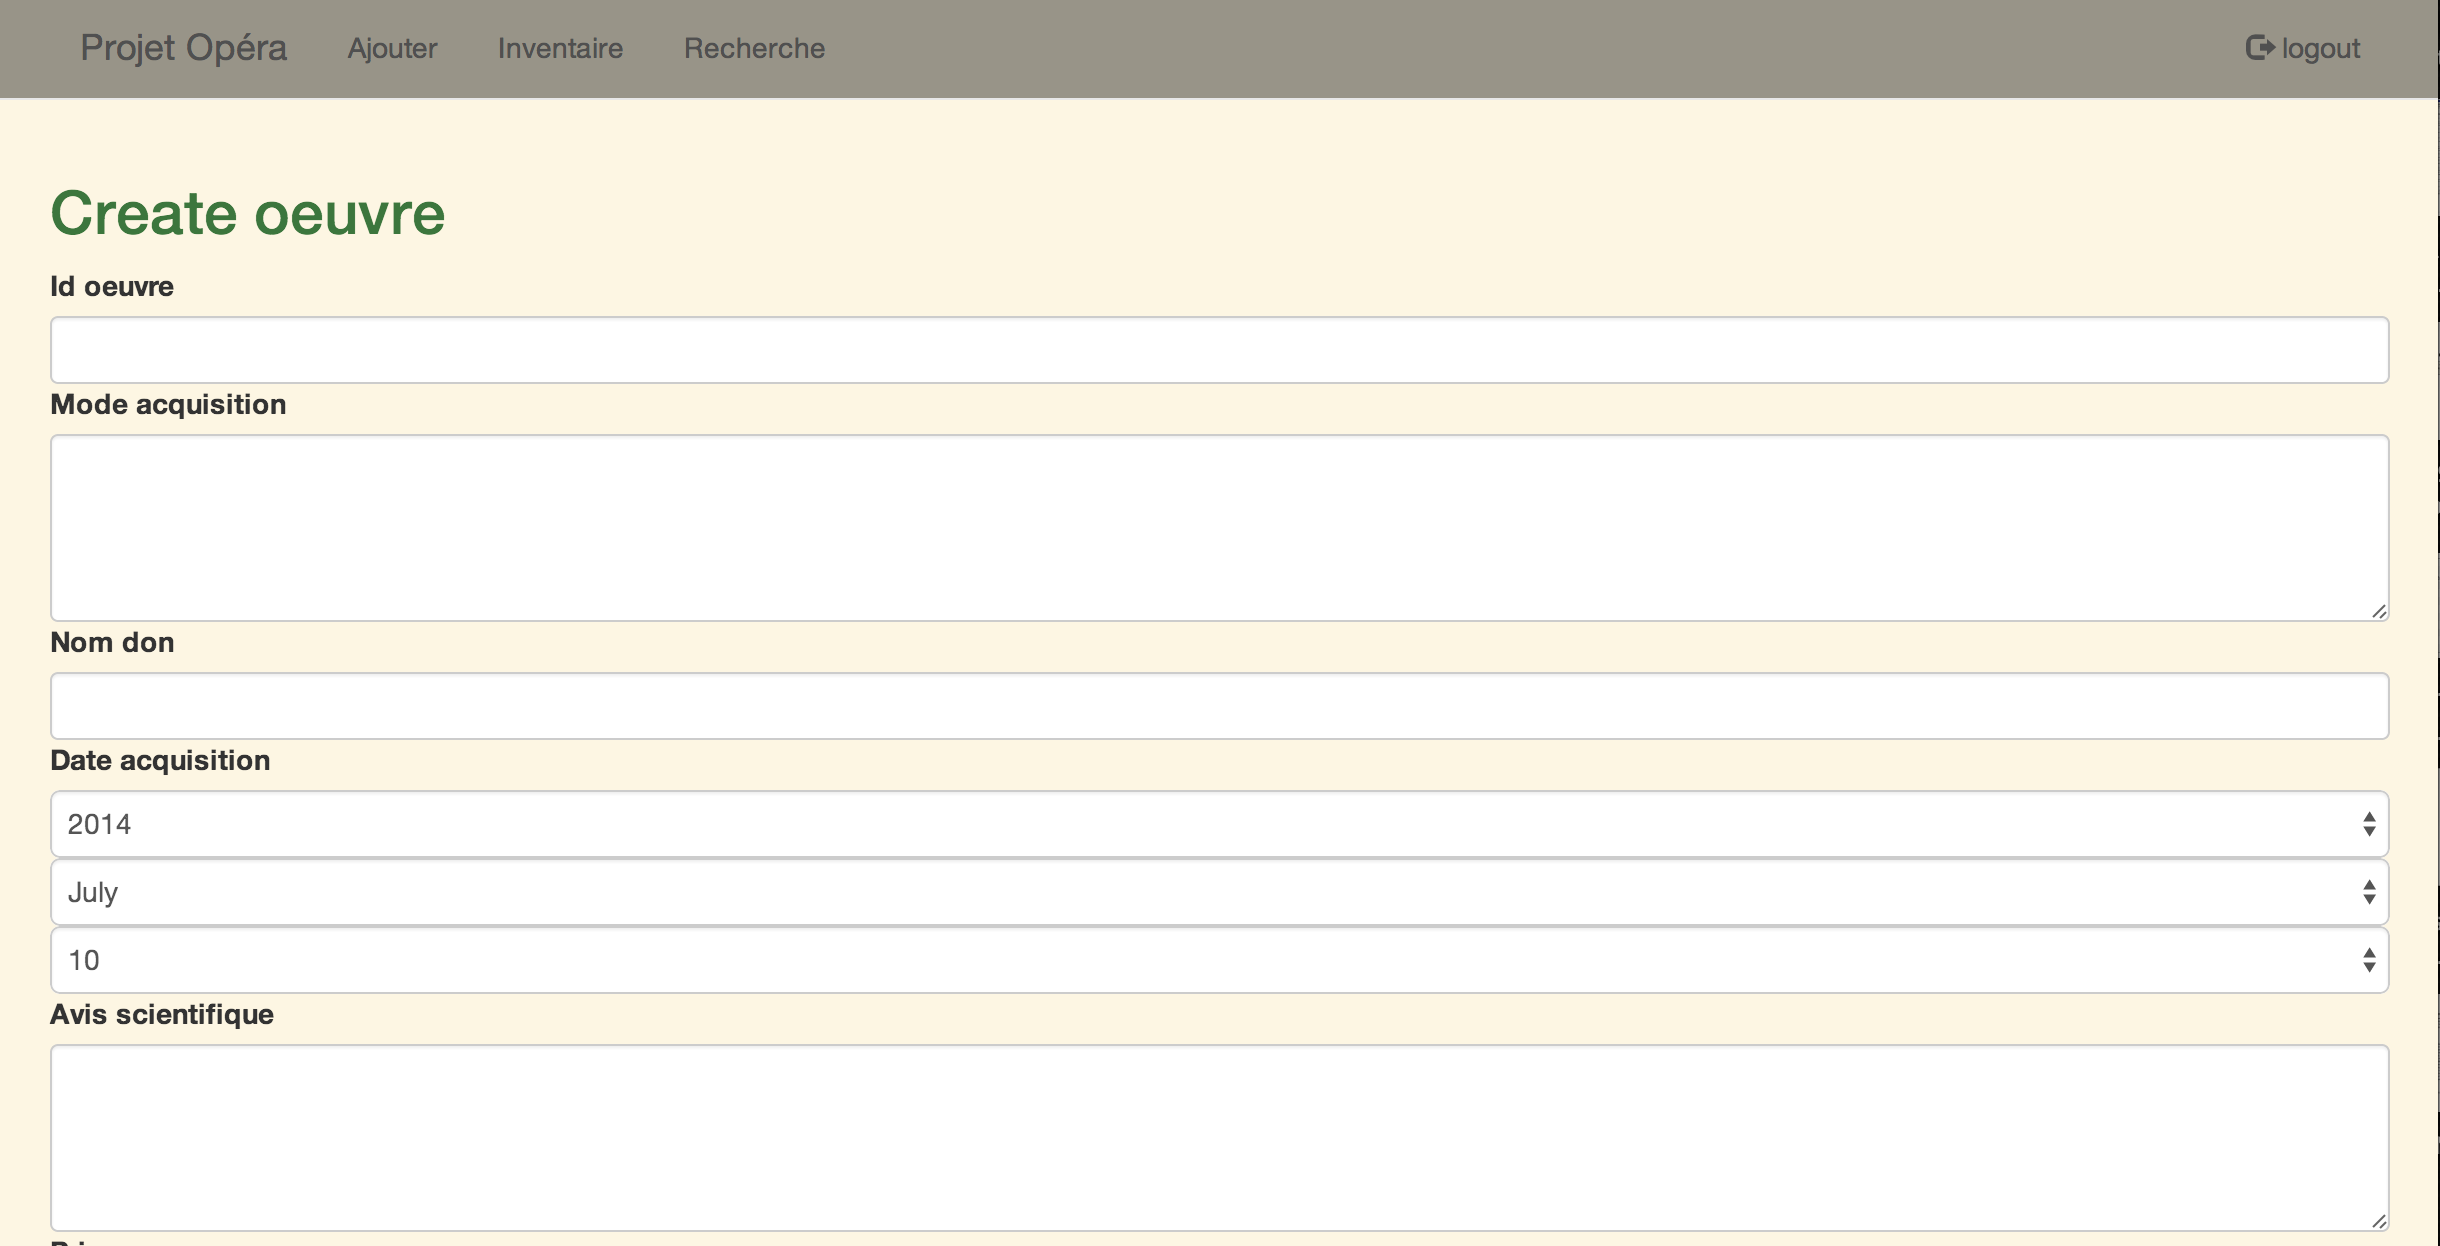 Projet Opéra Ajouter Inventaire Recherche logout
Create oeuvre
Id oeuvre
Mode acquisition
Nom don
Date acquisition
2014
July
10
Avis scientifique